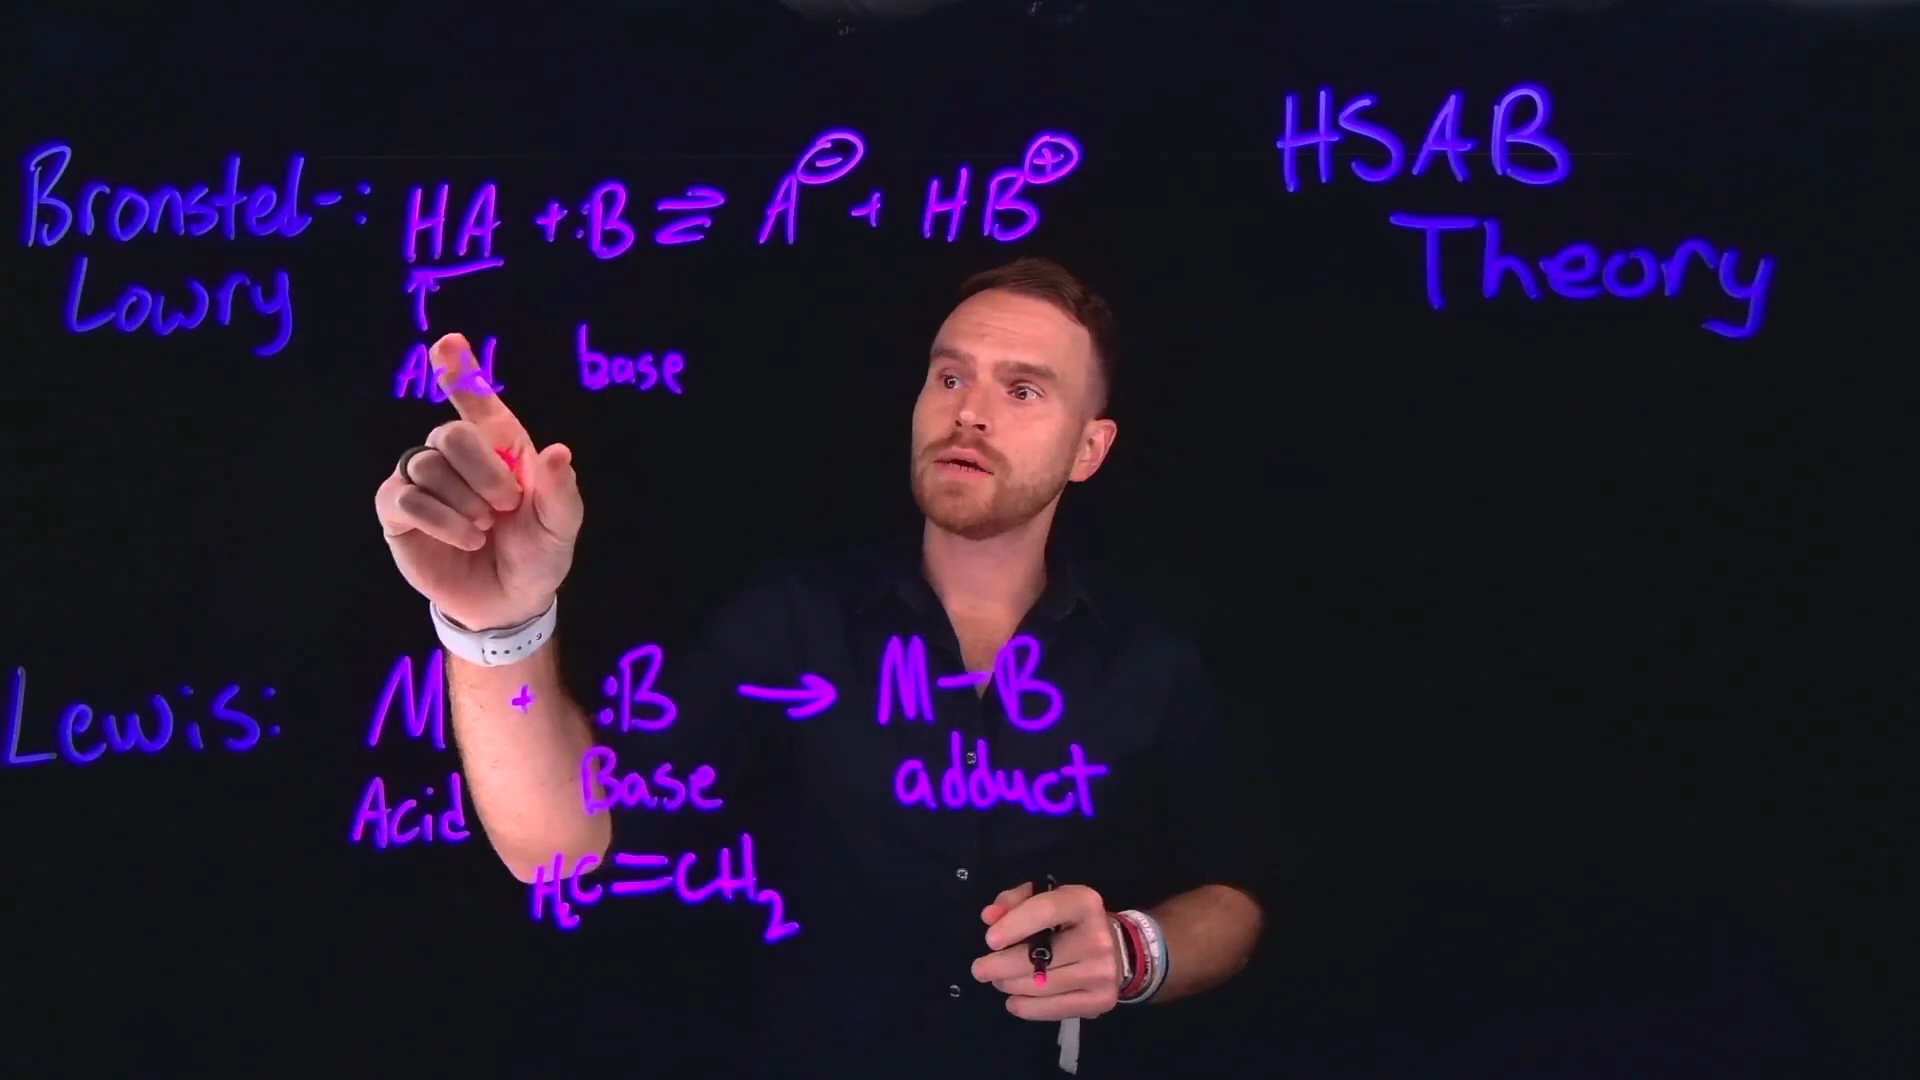 HSAB
Theory
Bronsted-:
Lowry
HA + :B ⇌ A⊖ + HB⊕
↑
Acid base
Lewis: M + :B → M-B
Acid Base adduct
H₂C=CH₂